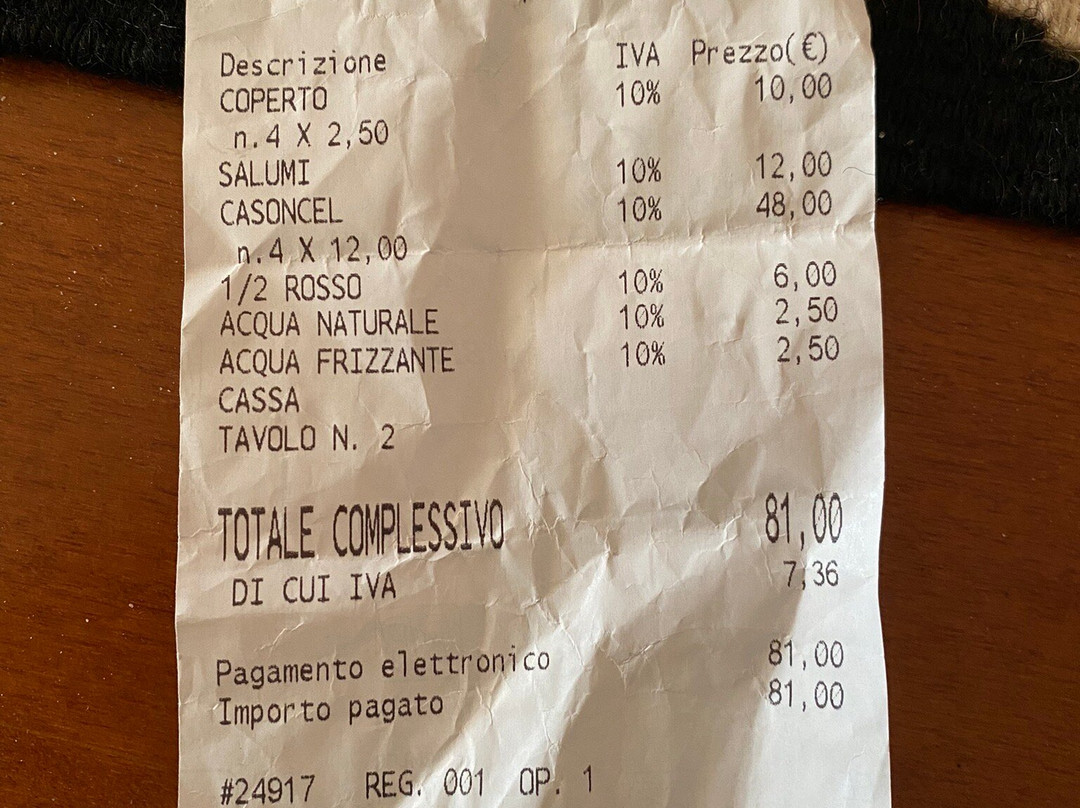 Descrizione IVA Prezzo(€)
COPERTO 10% 10,00
n.4 X 2,50
SALUMI 10% 12,00
CASONCEL 10% 48,00
n.4 X 12,00
1/2 ROSSO 10% 6,00
ACQUA NATURALE 10% 2,50
ACQUA FRIZZANTE 10% 2,50
CASSA
TAVOLO N. 2
TOTALE COMPLESSIVO 81,00
DI CUI IVA 7,36
Pagamento elettronico 81,00
Importo pagato 81,00
#24917 REG. 001 OP. 1